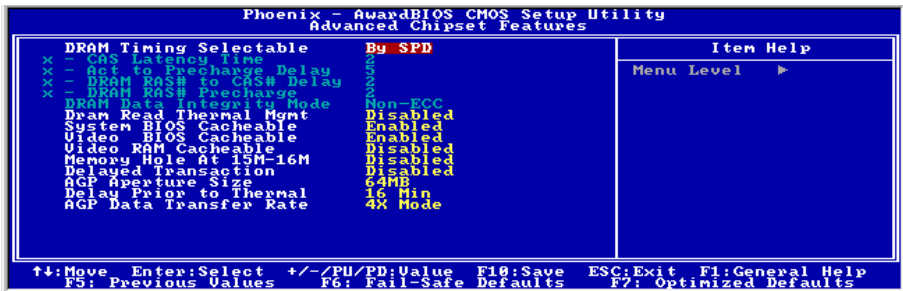 Phoenix - AwardBIOS CMOS Setup Utility
Advanced Chipset Features
DRAM Timing Selectable By SPD
x - CAS Latency Time 2
x - Act to Precharge Delay 5
x - DRAM RAS# to CAS# Delay 2
x - DRAM RAS# Precharge 2
DRAM Data Integrity Mode Non-ECC
Dram Read Thermal Mgmt Disabled
System BIOS Cacheable Enabled
Video  BIOS Cacheable Enabled
Video RAM Cacheable Disabled
Memory Hole At 15M-16M Disabled
Delayed Transaction Disabled
AGP Aperture Size 64MB
Delay Prior to Thermal 16 Min
AGP Data Transfer Rate 4X Mode
Item Help
Menu Level ►
↑↓:Move Enter:Select +/-/PU/PD:Value F10:Save ESC:Exit F1:General Help
F5: Previous Values F6: Fail-Safe Defaults F7: Optimized Defaults